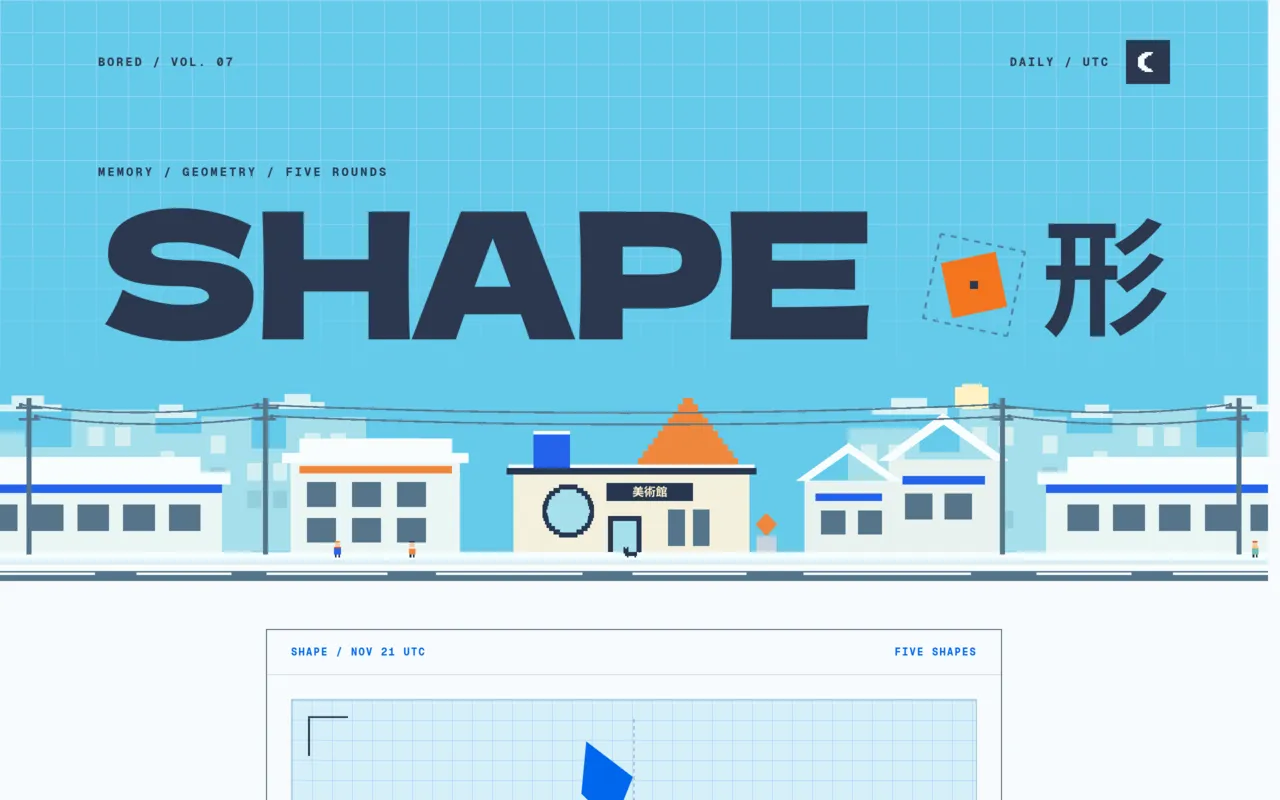 BORED / VOL. 07
DAILY / UTC
MEMORY / GEOMETRY / FIVE ROUNDS
SHAPE 形
美術館
SHAPE / NOV 21 UTC
FIVE SHAPES